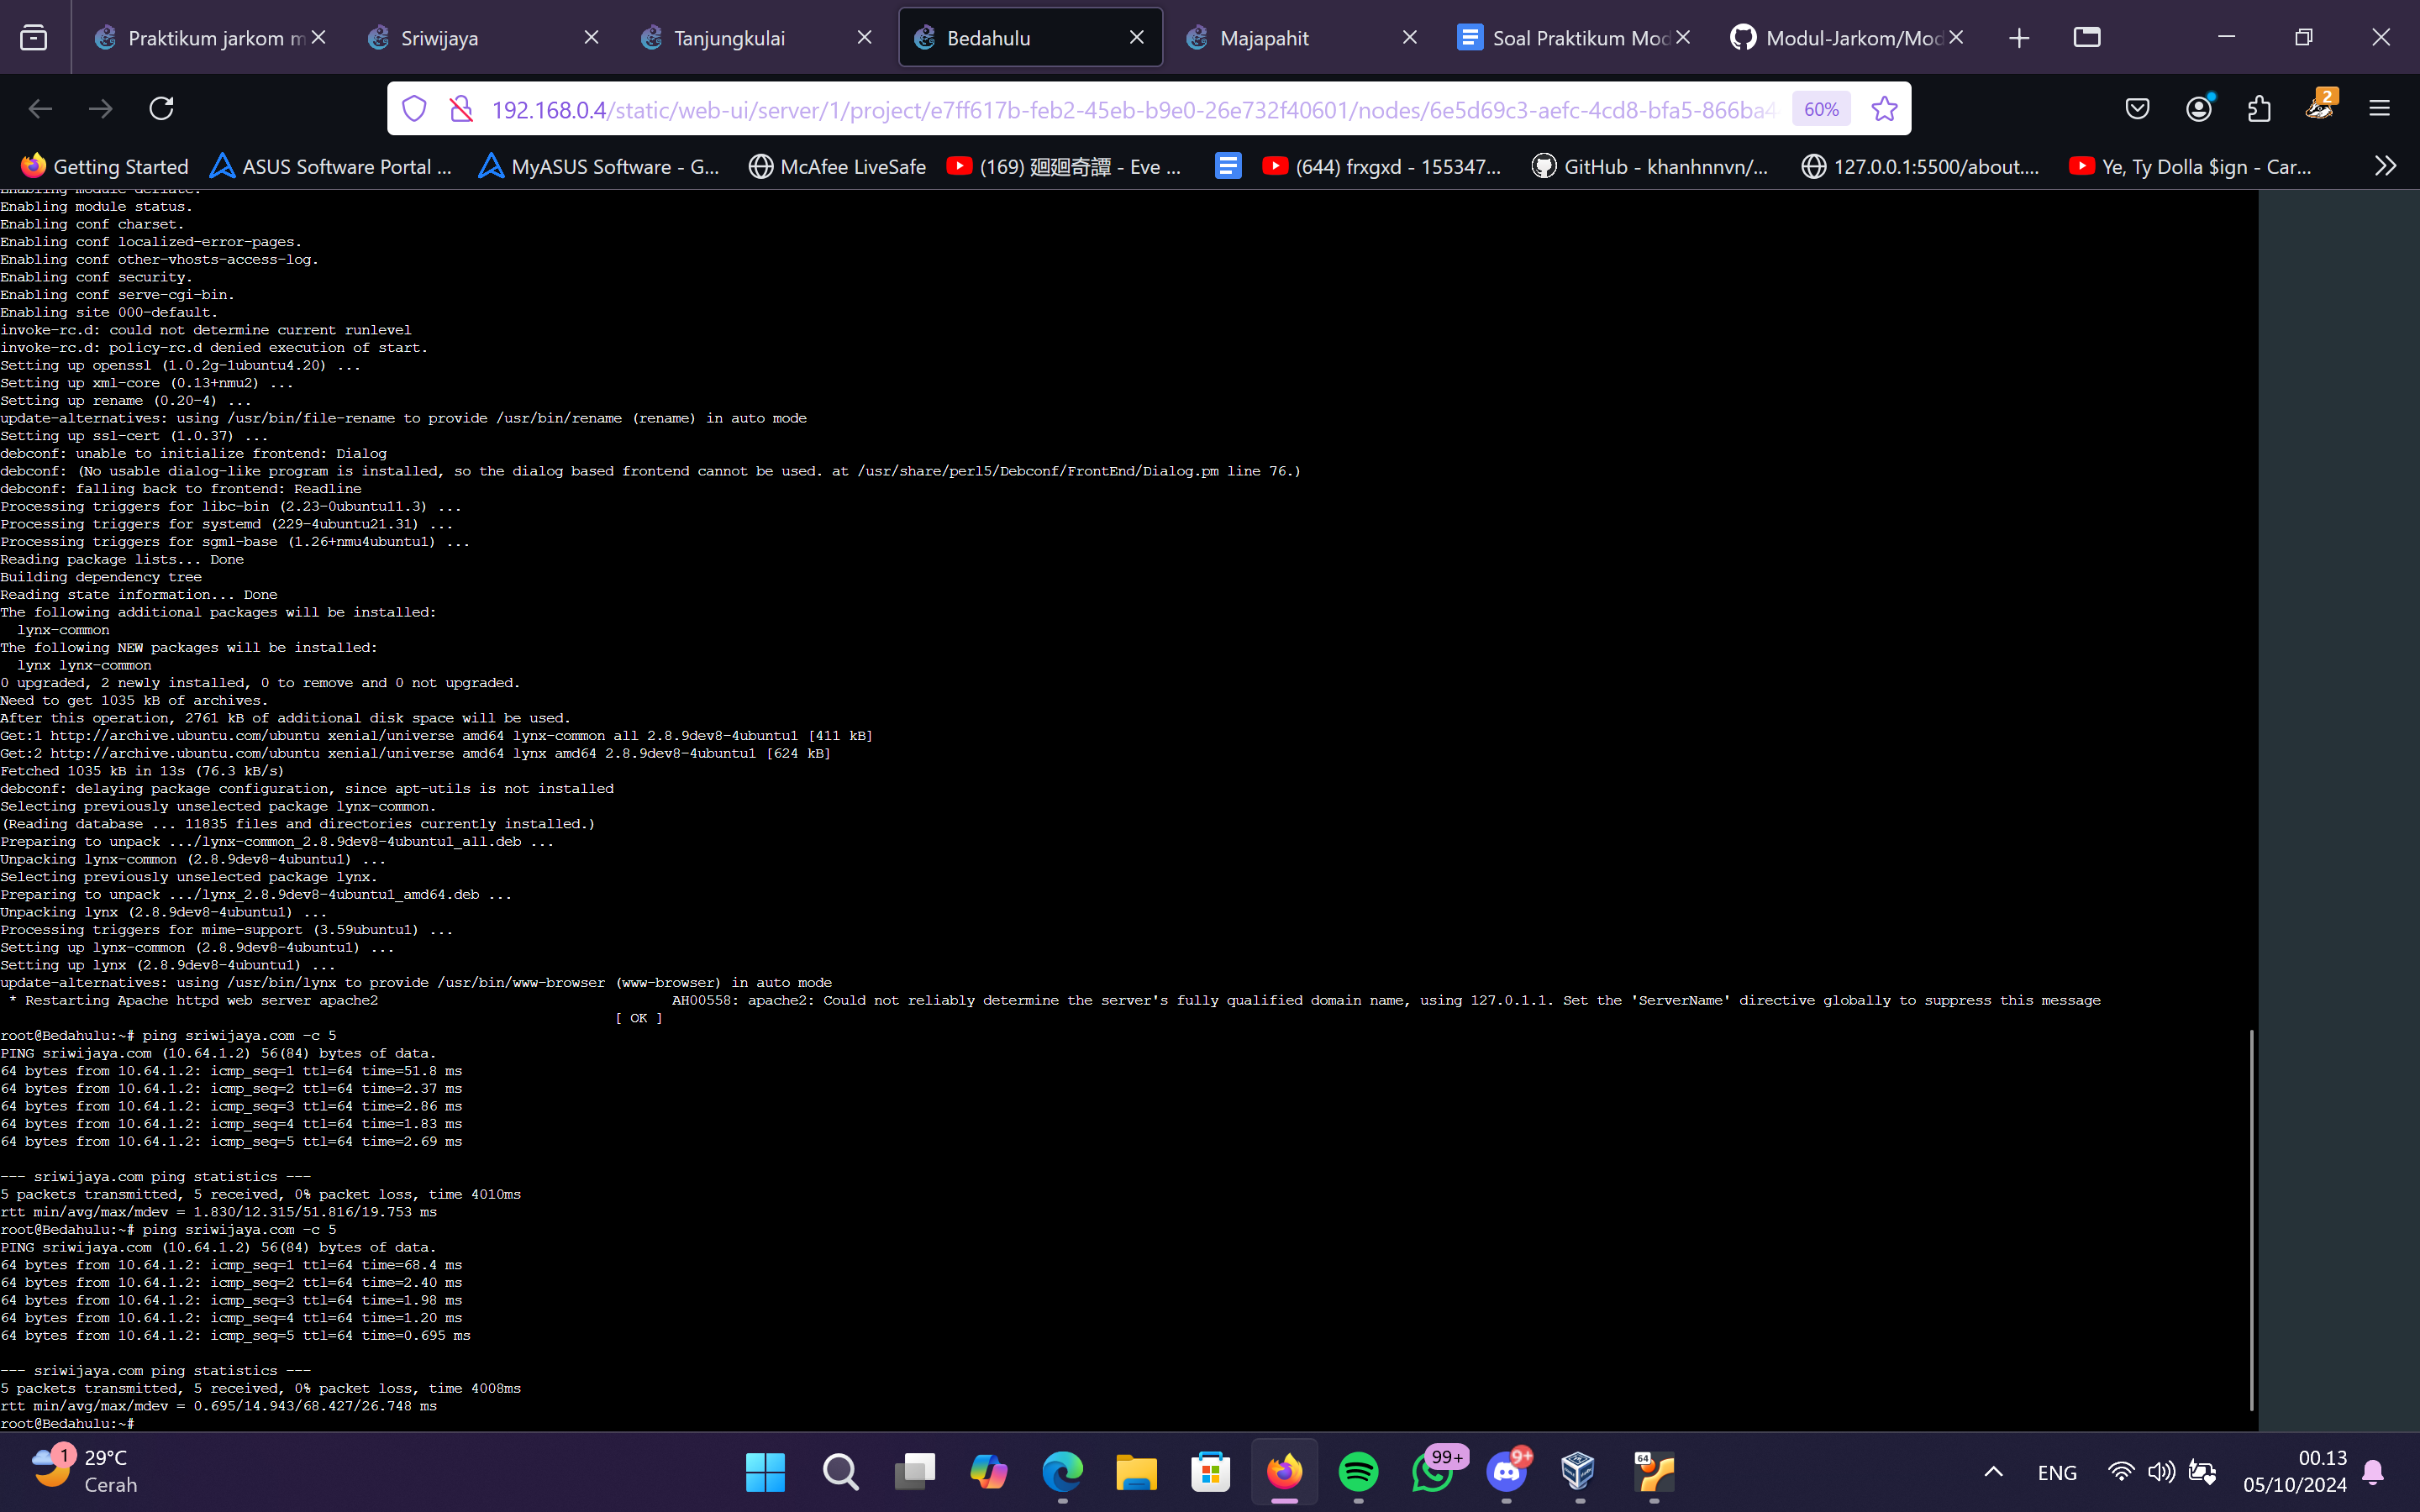 Praktikum jarkom m
Sriwijaya
Tanjungkulai
Bedahulu
Majapahit
Soal Praktikum Mod
Modul-Jarkom/Mod
192.168.0.4/static/web-ui/server/1/project/e7ff617b-feb2-45eb-b9e0-26e732f40601/nodes/6e5d69c3-aefc-4cd8-bfa5-866ba4
60%
2
Getting Started
ASUS Software Portal ...
MyASUS Software - G...
McAfee LiveSafe
(169) 廻廻奇譚 - Eve ...
(644) frxgxd - 155347...
GitHub - khanhnnvn/...
127.0.0.1:5500/about....
Ye, Ty Dolla $ign - Car...
Enabling module deflate.
Enabling module status.
Enabling conf charset.
Enabling conf localized-error-pages.
Enabling conf other-vhosts-access-log.
Enabling conf security.
Enabling conf serve-cgi-bin.
Enabling site 000-default.
invoke-rc.d: could not determine current runlevel
invoke-rc.d: policy-rc.d denied execution of start.
Setting up openssl (1.0.2g-1ubuntu4.20) ...
Setting up xml-core (0.13+nmu2) ...
Setting up rename (0.20-4) ...
update-alternatives: using /usr/bin/file-rename to provide /usr/bin/rename (rename) in auto mode
Setting up ssl-cert (1.0.37) ...
debconf: unable to initialize frontend: Dialog
debconf: (No usable dialog-like program is installed, so the dialog based frontend cannot be used. at /usr/share/perl5/Debconf/FrontEnd/Dialog.pm line 76.)
debconf: falling back to frontend: Readline
Processing triggers for libc-bin (2.23-0ubuntu11.3) ...
Processing triggers for systemd (229-4ubuntu21.31) ...
Processing triggers for sgml-base (1.26+nmu4ubuntu1) ...
Reading package lists... Done
Building dependency tree
Reading state information... Done
The following additional packages will be installed:
lynx-common
The following NEW packages will be installed:
lynx lynx-common
0 upgraded, 2 newly installed, 0 to remove and 0 not upgraded.
Need to get 1035 kB of archives.
After this operation, 2761 kB of additional disk space will be used.
Get:1 http://archive.ubuntu.com/ubuntu xenial/universe amd64 lynx-common all 2.8.9dev8-4ubuntu1 [411 kB]
Get:2 http://archive.ubuntu.com/ubuntu xenial/universe amd64 lynx amd64 2.8.9dev8-4ubuntu1 [624 kB]
Fetched 1035 kB in 13s (76.3 kB/s)
debconf: delaying package configuration, since apt-utils is not installed
Selecting previously unselected package lynx-common.
(Reading database ... 11835 files and directories currently installed.)
Preparing to unpack .../lynx-common_2.8.9dev8-4ubuntu1_all.deb ...
Unpacking lynx-common (2.8.9dev8-4ubuntu1) ...
Selecting previously unselected package lynx.
Preparing to unpack .../lynx_2.8.9dev8-4ubuntu1_amd64.deb ...
Unpacking lynx (2.8.9dev8-4ubuntu1) ...
Processing triggers for mime-support (3.59ubuntu1) ...
Setting up lynx-common (2.8.9dev8-4ubuntu1) ...
Setting up lynx (2.8.9dev8-4ubuntu1) ...
update-alternatives: using /usr/bin/lynx to provide /usr/bin/www-browser (www-browser) in auto mode
* Restarting Apache httpd web server apache2 AH00558: apache2: Could not reliably determine the server's fully qualified domain name, using 127.0.1.1. Set the 'ServerName' directive globally to suppress this message
[ OK ]
root@Bedahulu:~# ping sriwijaya.com -c 5
PING sriwijaya.com (10.64.1.2) 56(84) bytes of data.
64 bytes from 10.64.1.2: icmp_seq=1 ttl=64 time=51.8 ms
64 bytes from 10.64.1.2: icmp_seq=2 ttl=64 time=2.37 ms
64 bytes from 10.64.1.2: icmp_seq=3 ttl=64 time=2.86 ms
64 bytes from 10.64.1.2: icmp_seq=4 ttl=64 time=1.83 ms
64 bytes from 10.64.1.2: icmp_seq=5 ttl=64 time=2.69 ms
--- sriwijaya.com ping statistics ---
5 packets transmitted, 5 received, 0% packet loss, time 4010ms
rtt min/avg/max/mdev = 1.830/12.315/51.816/19.753 ms
root@Bedahulu:~# ping sriwijaya.com -c 5
PING sriwijaya.com (10.64.1.2) 56(84) bytes of data.
64 bytes from 10.64.1.2: icmp_seq=1 ttl=64 time=68.4 ms
64 bytes from 10.64.1.2: icmp_seq=2 ttl=64 time=2.40 ms
64 bytes from 10.64.1.2: icmp_seq=3 ttl=64 time=1.98 ms
64 bytes from 10.64.1.2: icmp_seq=4 ttl=64 time=1.20 ms
64 bytes from 10.64.1.2: icmp_seq=5 ttl=64 time=0.695 ms
--- sriwijaya.com ping statistics ---
5 packets transmitted, 5 received, 0% packet loss, time 4008ms
rtt min/avg/max/mdev = 0.695/14.943/68.427/26.748 ms
root@Bedahulu:~#
1
29°C
Cerah
99+
9+
64
ENG
00.13
05/10/2024